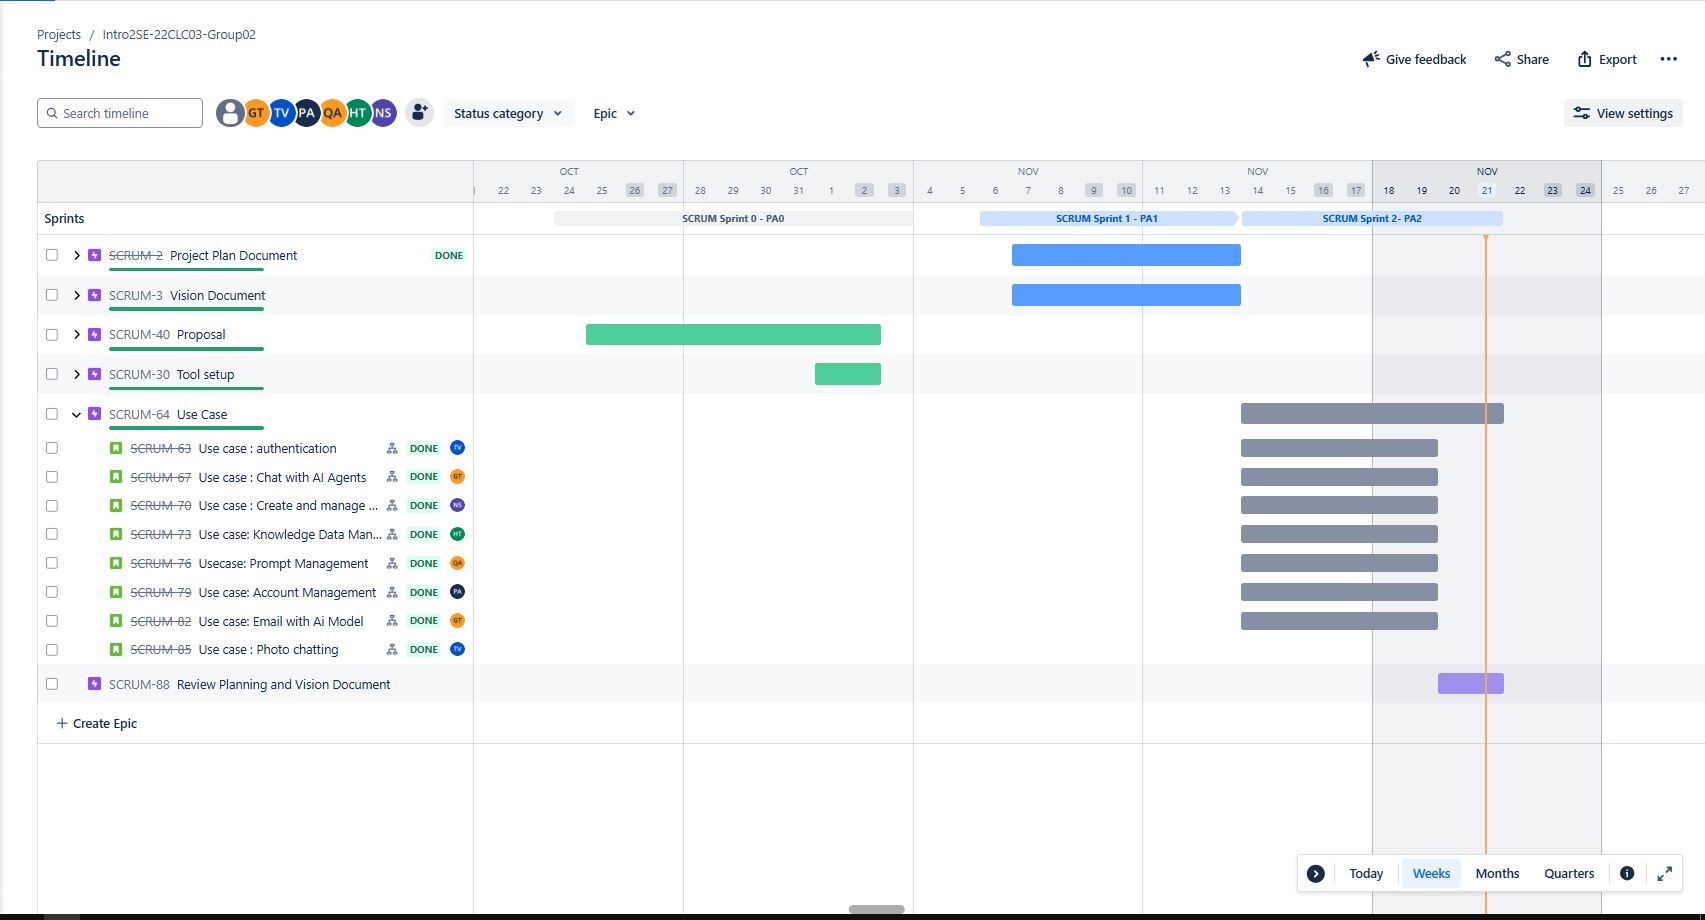 Projects / Intro2SE-22CLC03-Group02
Timeline
Give feedback
Share
Export
Search timeline
GT TV PA QA HT NS
Status category
Epic
View settings
OCT OCT NOV NOV NOV
22 23 24 25 26 27 28 29 30 31 1 2 3 4 5 6 7 8 9 10 11 12 13 14 15 16 17 18 19 20 21 22 23 24 25 26 27
Sprints
SCRUM Sprint 0 - PA0
SCRUM Sprint 1 - PA1
SCRUM Sprint 2- PA2
SCRUM-2 Project Plan Document DONE
SCRUM-3 Vision Document
SCRUM-40 Proposal
SCRUM-30 Tool setup
SCRUM-64 Use Case
SCRUM-63 Use case : authentication DONE TV
SCRUM-67 Use case : Chat with AI Agents DONE GT
SCRUM-70 Use case : Create and manage ... DONE NS
SCRUM-73 Use case: Knowledge Data Man... DONE HT
SCRUM-76 Usecase: Prompt Management DONE QA
SCRUM-79 Use case: Account Management DONE PA
SCRUM-82 Use case: Email with Ai Model DONE GT
SCRUM-85 Use case : Photo chatting DONE TV
SCRUM-88 Review Planning and Vision Document
+ Create Epic
Today
Weeks
Months
Quarters